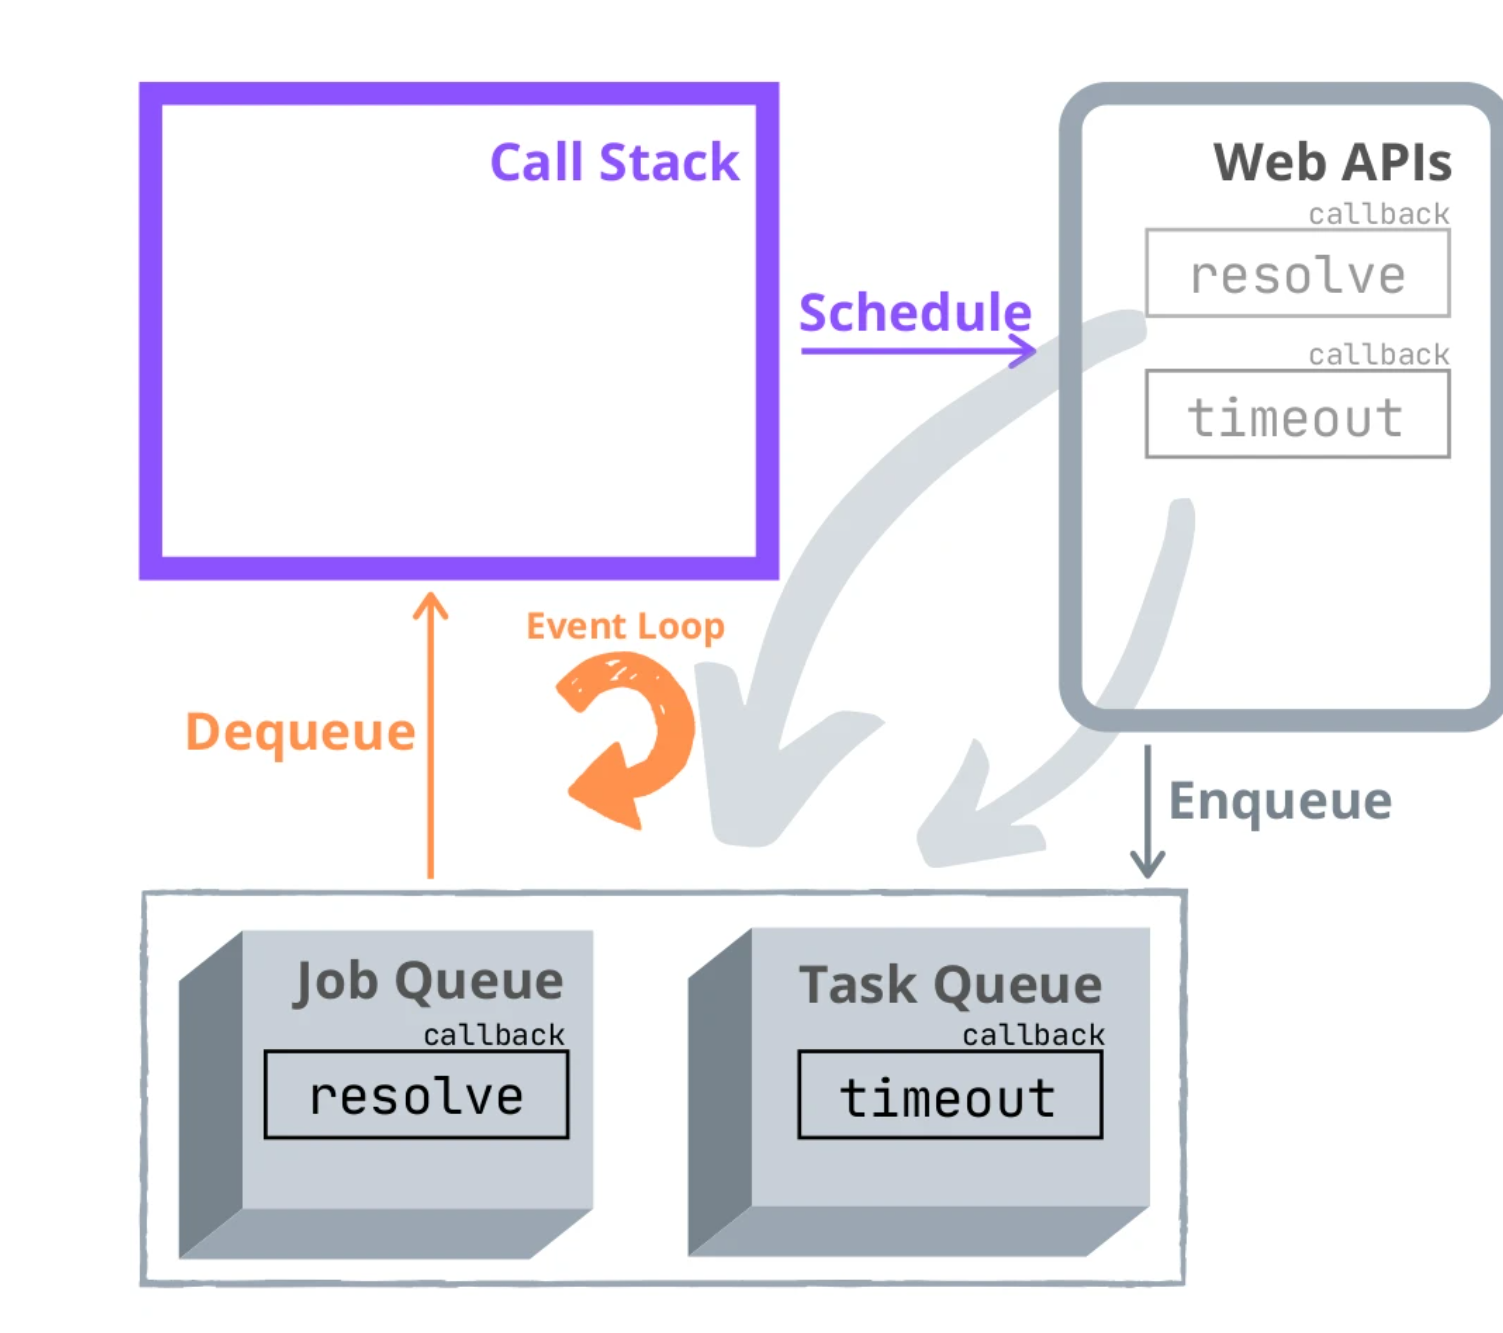 Call Stack
Web APIs
callback
resolve
Schedule
callback
timeout
Event Loop
Dequeue
Enqueue
Job Queue
callback
resolve
Task Queue
callback
timeout